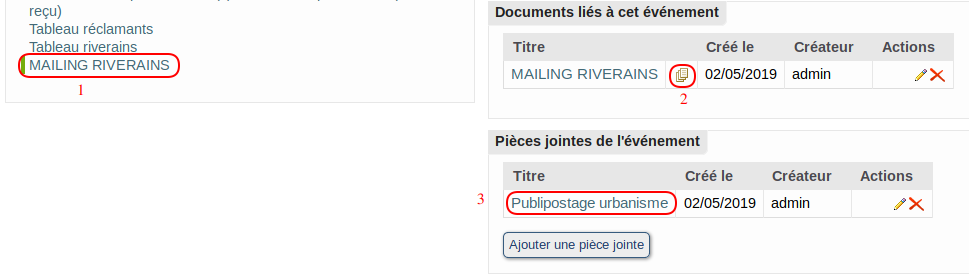 reçu)
Tableau réclamants
Tableau riverains
MAILING RIVERAINS
1
Documents liés à cet événement
Titre Créé le Créateur Actions
MAILING RIVERAINS 02/05/2019 admin
2
Pièces jointes de l'événement
Titre Créé le Créateur Actions
3 Publipostage urbanisme 02/05/2019 admin
Ajouter une pièce jointe